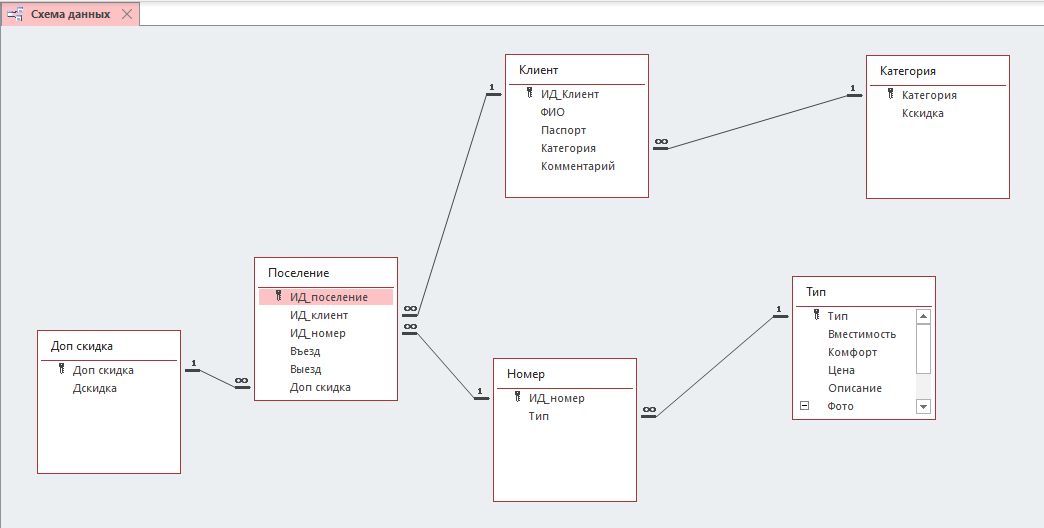 Схема данных
Клиент
ИД_Клиент
ФИО
Паспорт
Категория
Комментарий
Категория
Категория
Кскидка
1
1
∞
Поселение
ИД_поселение
ИД_клиент
ИД_номер
Въезд
Выезд
Доп скидка
∞
∞
Тип
Тип
Вместимость
Комфорт
Цена
Описание
Фото
1
Доп скидка
Доп скидка
Дскидка
1
∞
Номер
ИД_номер
Тип
1
∞